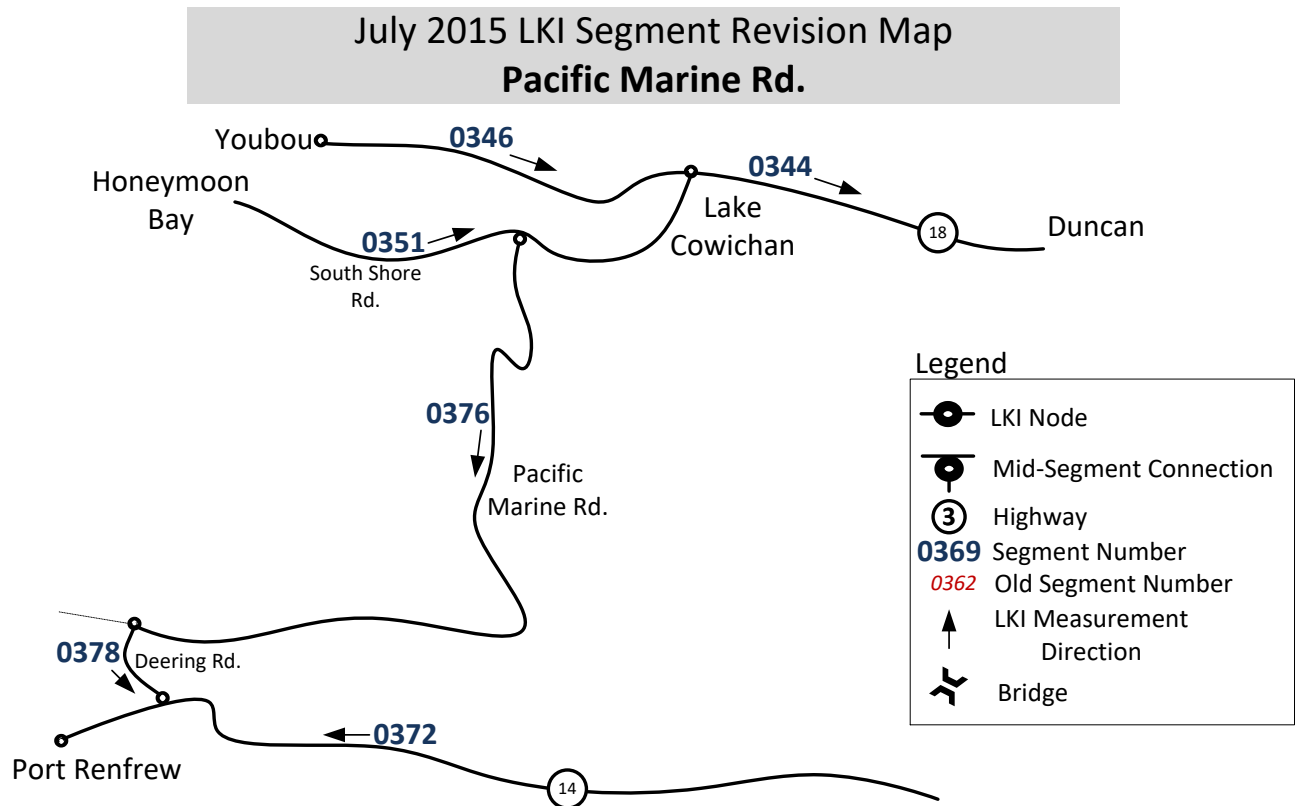 July 2015 LKI Segment Revision Map
Pacific Marine Rd.
Youbou
0346
0344
Honeymoon
Bay
Lake
Cowichan
18
Duncan
0351
South Shore
Rd.
0376
Pacific
Marine Rd.
Legend
LKI Node
Mid-Segment Connection
3 Highway
0369 Segment Number
0362 Old Segment Number
LKI Measurement
Direction
Bridge
0378
Deering Rd.
0372
Port Renfrew
14